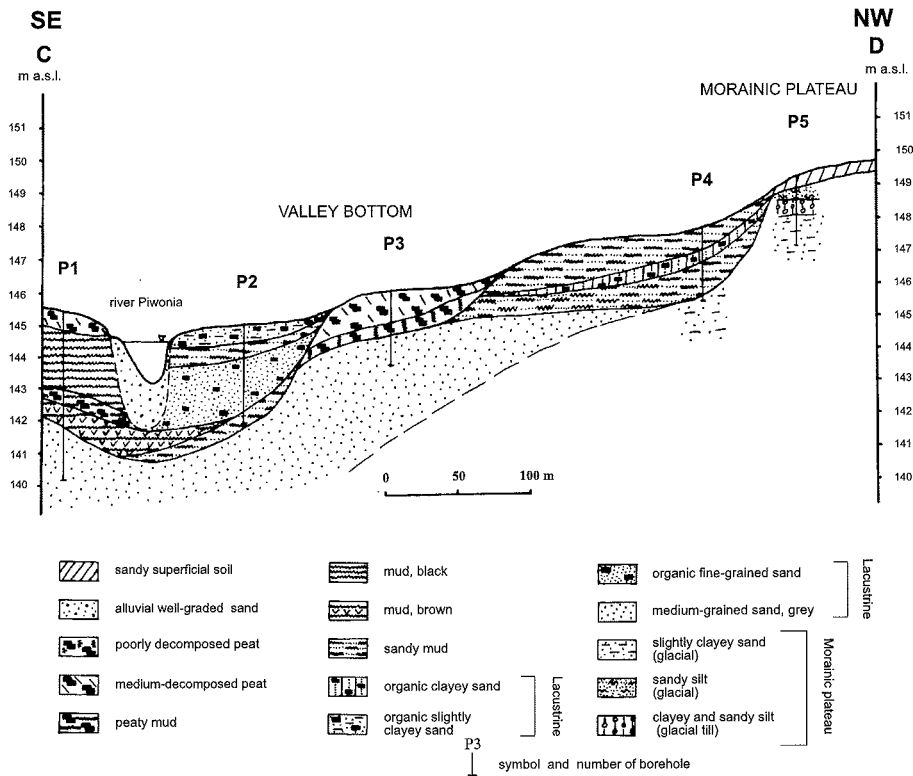 SE
NW
C
D
m a.s.l.
m a.s.l.
MORAINIC PLATEAU
P5
P4
VALLEY BOTTOM
P3
P2
P1
river Piwonia
151
150
149
148
147
146
145
144
143
142
141
140
151
150
149
148
147
146
145
144
143
142
141
140
0 50 100 m
sandy superficial soil
alluvial well-graded sand
poorly decomposed peat
medium-decomposed peat
peaty mud
mud, black
mud, brown
sandy mud
organic clayey sand
organic slightly
clayey sand
Lacustrine
organic fine-grained sand
medium-grained sand, grey
Lacustrine
slightly clayey sand
(glacial)
sandy silt
(glacial)
clayey and sandy silt
(glacial till)
Morainic plateau
P3
symbol and number of borehole